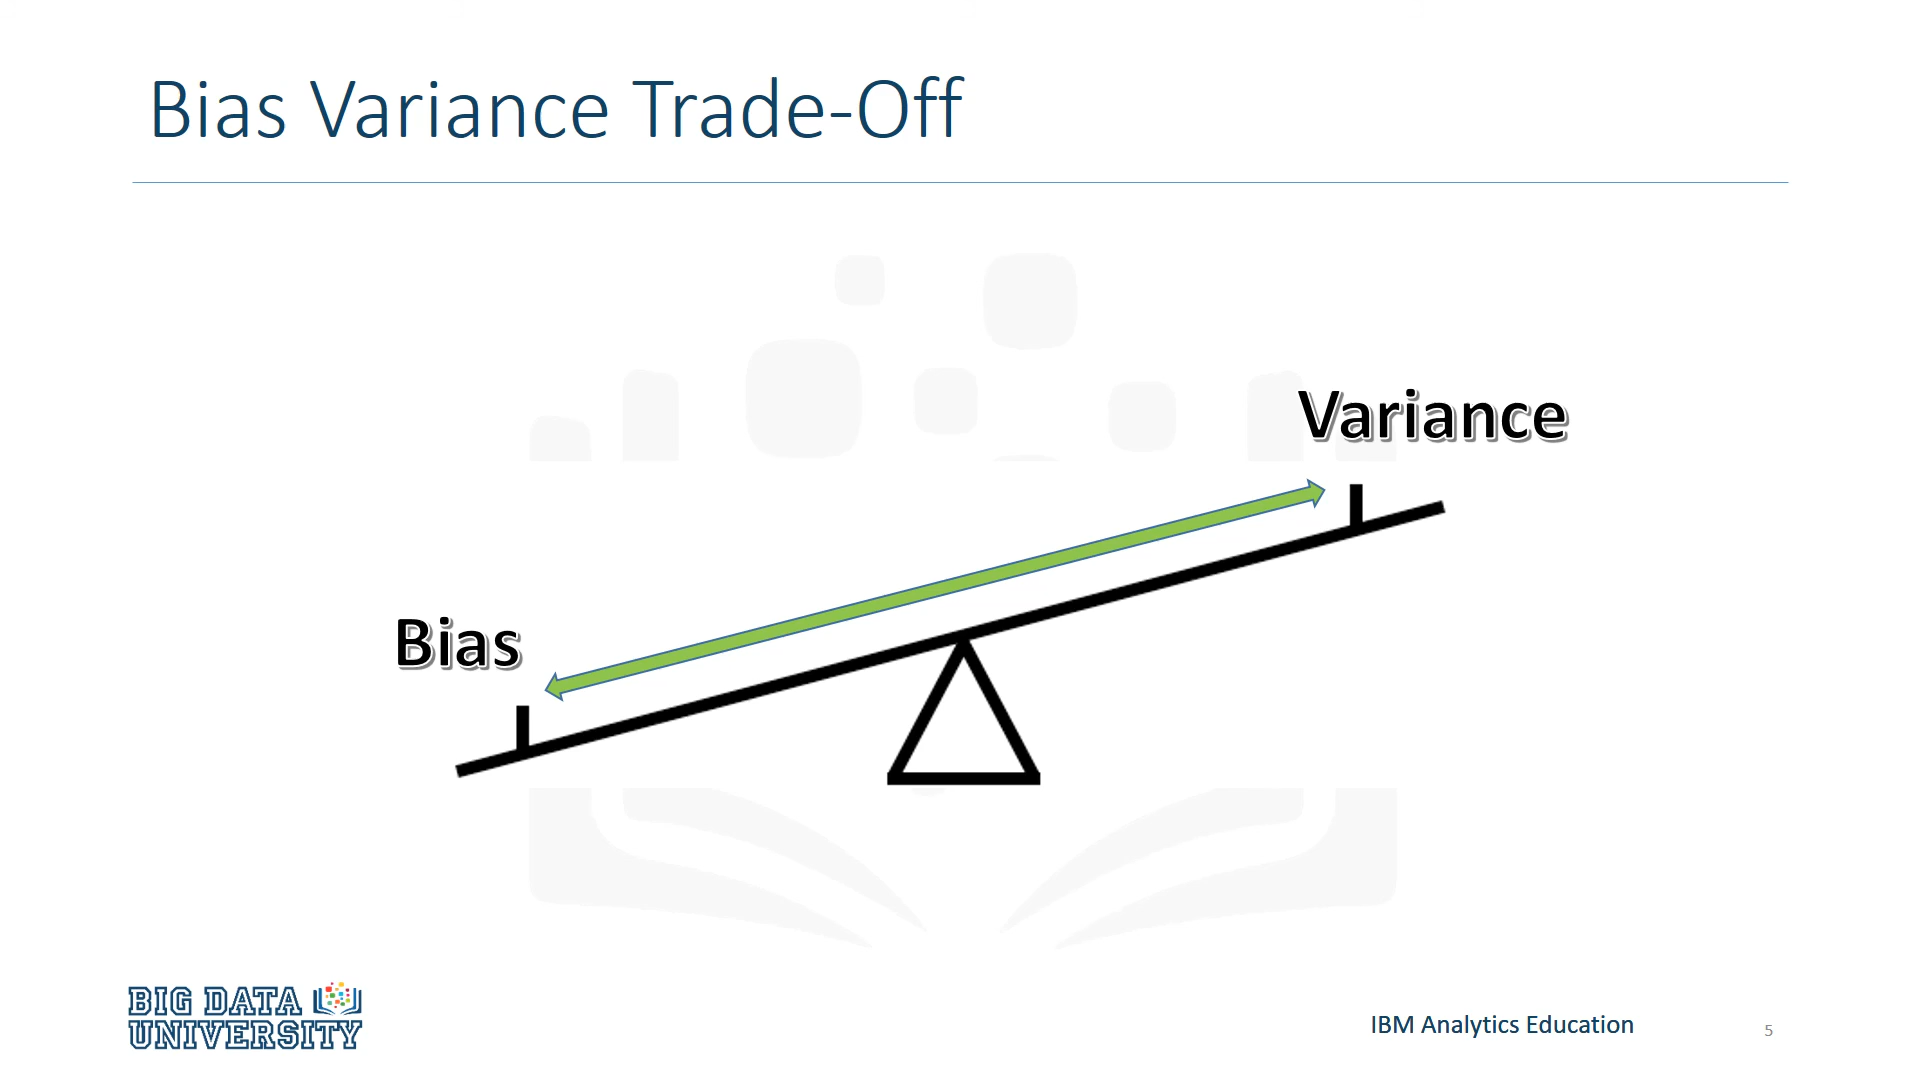 Bias Variance Trade-Off
Variance
Bias
BIG DATA
UNIVERSITY
IBM Analytics Education
5